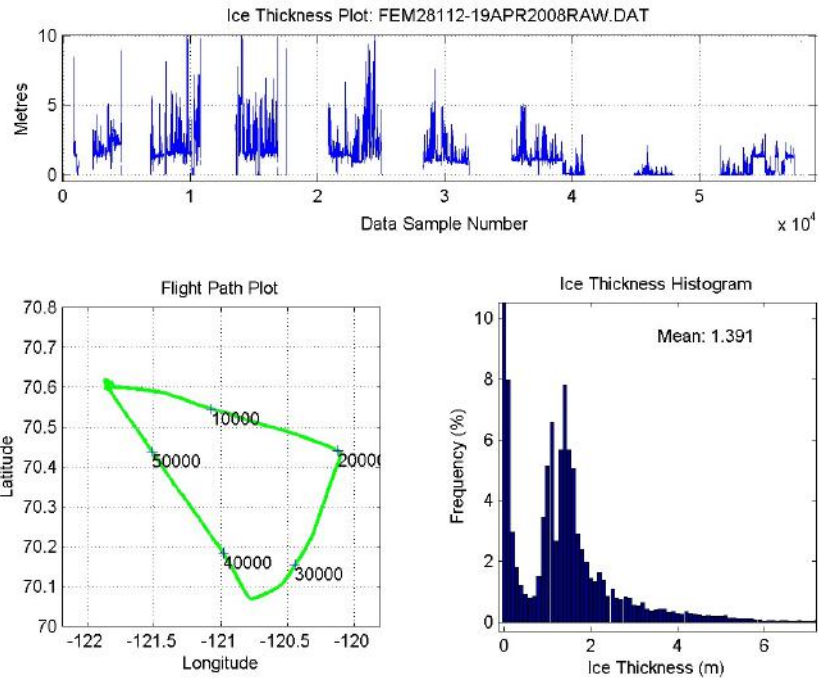 Ice Thickness Plot: FEM28112-19APR2008RAW.DAT
Metres
10
5
0
0 1 2 3 4 5
x 10^4
Data Sample Number
Flight Path Plot
Latitude
70.8
70.7
70.6
70.5
70.4
70.3
70.2
70.1
70
10000
50000
20000
40000
30000
-122 -121.5 -121 -120.5 -120
Longitude
Ice Thickness Histogram
Mean: 1.391
Frequency (%)
10
8
6
4
2
0
0 2 4 6
Ice Thickness (m)